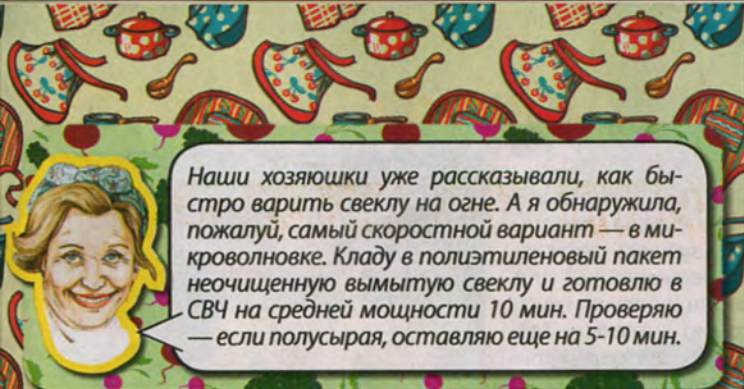 Наши хозяюшки уже рассказывали, как бы-
стро варить свеклу на огне. А я обнаружила,
пожалуй, самый скоростной вариант — в ми-
кроволновке. Кладу в полиэтиленовый пакет
неочищенную вымытую свеклу и готовлю в
СВЧ на средней мощности 10 мин. Проверяю
— если полусырая, оставляю еще на 5-10 мин.